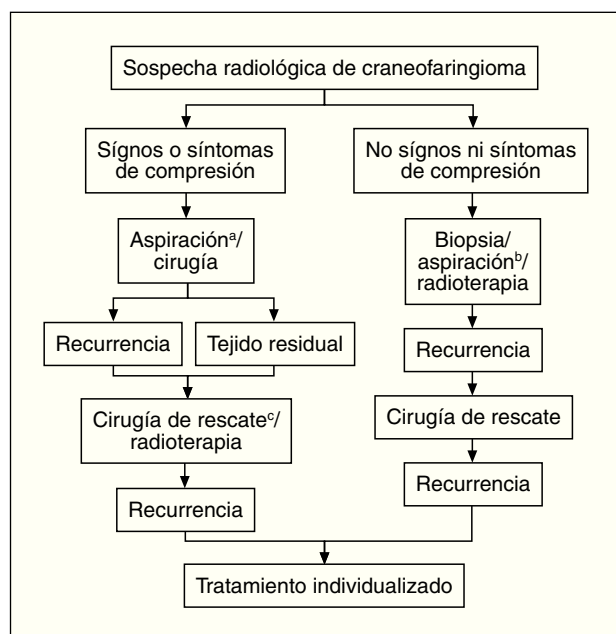 Sospecha radiológica de craneofaringioma
Sígnos o síntomas
de compresión
No sígnos ni síntomas
de compresión
Aspiraciónᵃ/
cirugía
Biopsia/
aspiraciónᵇ/
radioterapia
Recurrencia
Tejido residual
Recurrencia
Cirugía de rescateᶜ/
radioterapia
Cirugía de rescate
Recurrencia
Recurrencia
Tratamiento individualizado